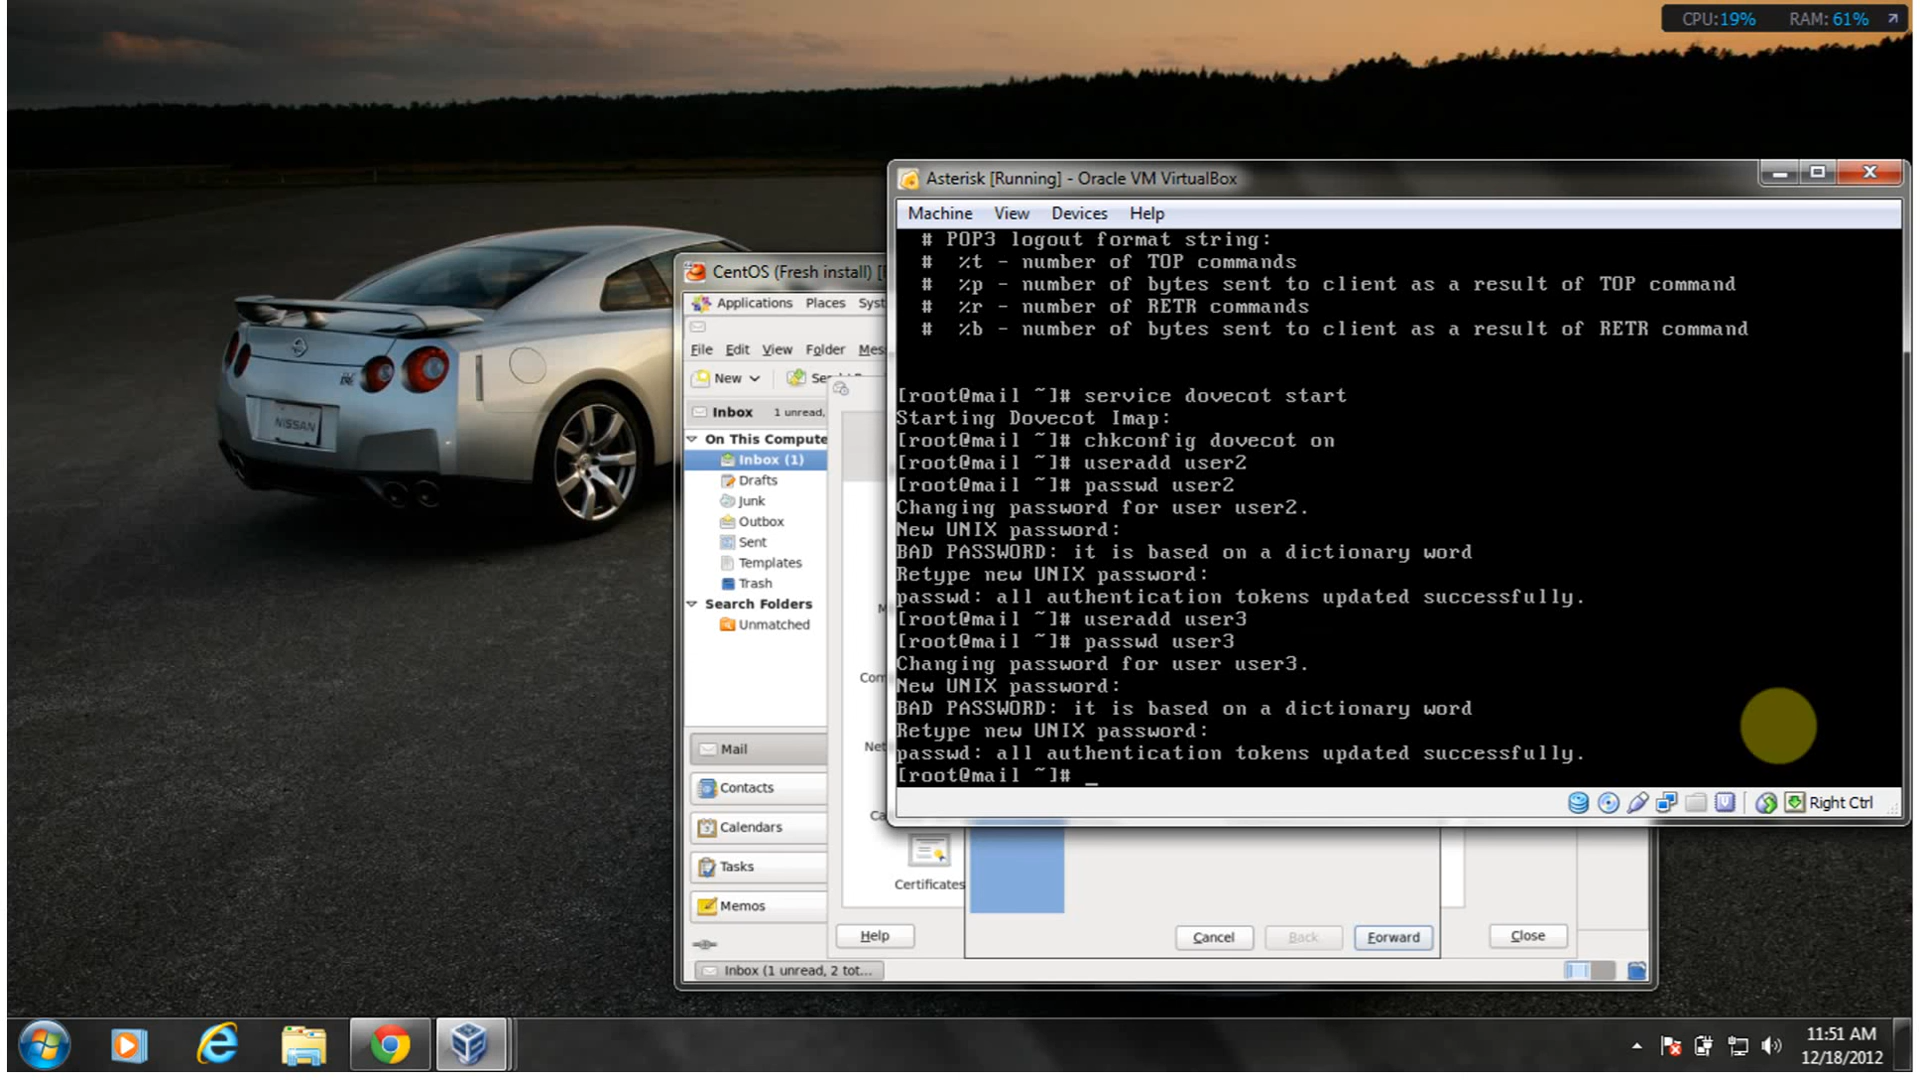 CPU:19% RAM: 61%
NISSAN
Asterisk [Running] - Oracle VM VirtualBox
Machine View Devices Help
# POP3 logout format string:
# %t - number of TOP commands
# %p - number of bytes sent to client as a result of TOP command
# %r - number of RETR commands
# %b - number of bytes sent to client as a result of RETR command
[root@mail ~]# service dovecot start
Starting Dovecot Imap:
[root@mail ~]# chkconfig dovecot on
[root@mail ~]# useradd user2
[root@mail ~]# passwd user2
Changing password for user user2.
New UNIX password:
BAD PASSWORD: it is based on a dictionary word
Retype new UNIX password:
passwd: all authentication tokens updated successfully.
[root@mail ~]# useradd user3
[root@mail ~]# passwd user3
Changing password for user user3.
New UNIX password:
BAD PASSWORD: it is based on a dictionary word
Retype new UNIX password:
passwd: all authentication tokens updated successfully.
[root@mail ~]# _
Right Ctrl
CentOS (Fresh install) [
Applications Places Syst
File Edit View Folder Mes
New
Inbox 1 unread,
On This Compute
Inbox (1)
Drafts
Junk
Outbox
Sent
Templates
Trash
Search Folders
Unmatched
Mail
Contacts
Calendars
Tasks
Memos
Com
Net
Ca
Certificates
Help
Cancel Back Forward
Close
Inbox (1 unread, 2 tot...
11:51 AM
12/18/2012